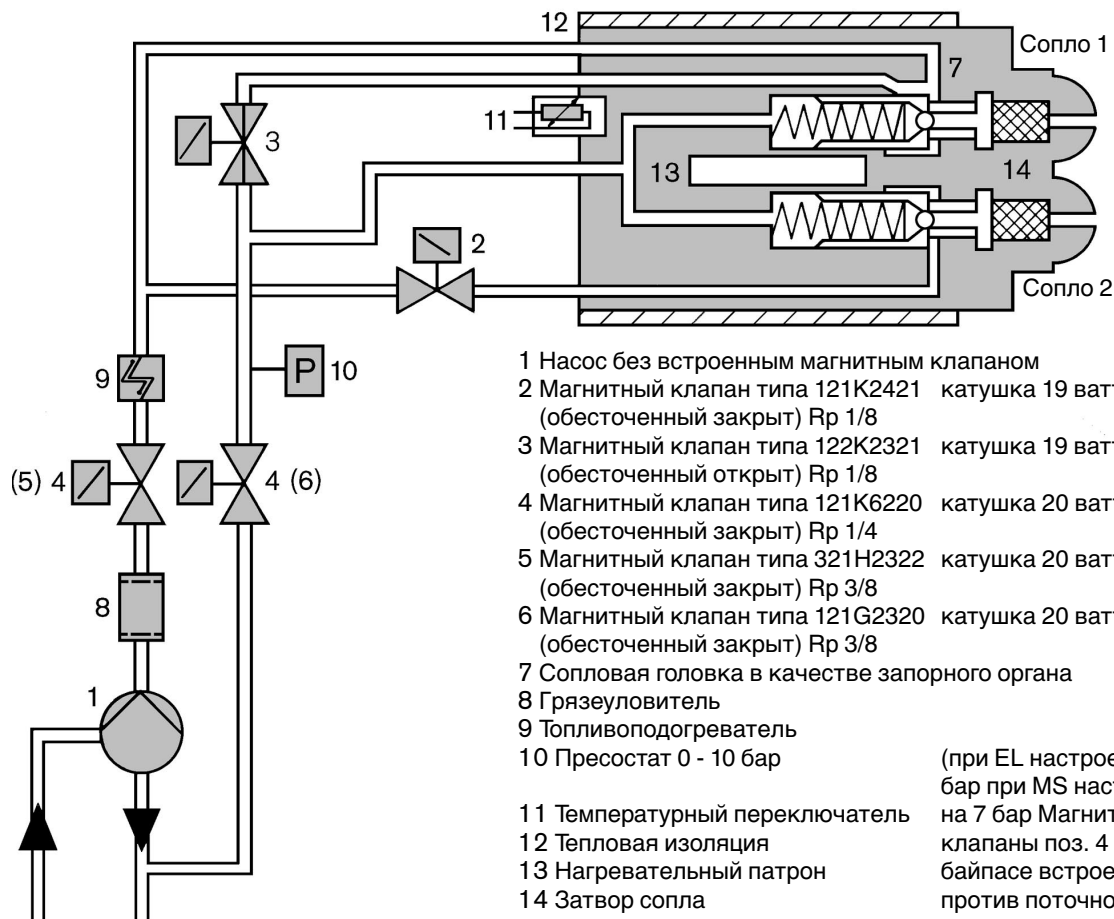 12
Сопло 1
7
11
3
13
14
2
Сопло 2
9
P 10
(5) 4
4 (6)
8
1
1 Насос без встроенным магнитным клапаном
2 Магнитный клапан типа 121K2421 катушка 19 ватт
(обесточенный закрыт) Rp 1/8
3 Магнитный клапан типа 122K2321 катушка 19 ватт
(обесточенный открыт) Rp 1/8
4 Магнитный клапан типа 121K6220 катушка 20 ватт
(обесточенный закрыт) Rp 1/4
5 Магнитный клапан типа 321H2322 катушка 20 ватт
(обесточенный закрыт) Rp 3/8
6 Магнитный клапан типа 121G2320 катушка 20 ватт
(обесточенный закрыт) Rp 3/8
7 Сопловая головка в качестве запорного органа
8 Грязеуловитель
9 Топливоподогреватель
10 Пресостат 0 - 10 бар (при EL настрое
бар при MS наст
11 Температурный переключатель на 7 бар Магнит
12 Тепловая изоляция клапаны поз. 4
13 Нагревательный патрон байпасе встрое
14 Затвор сопла против поточно